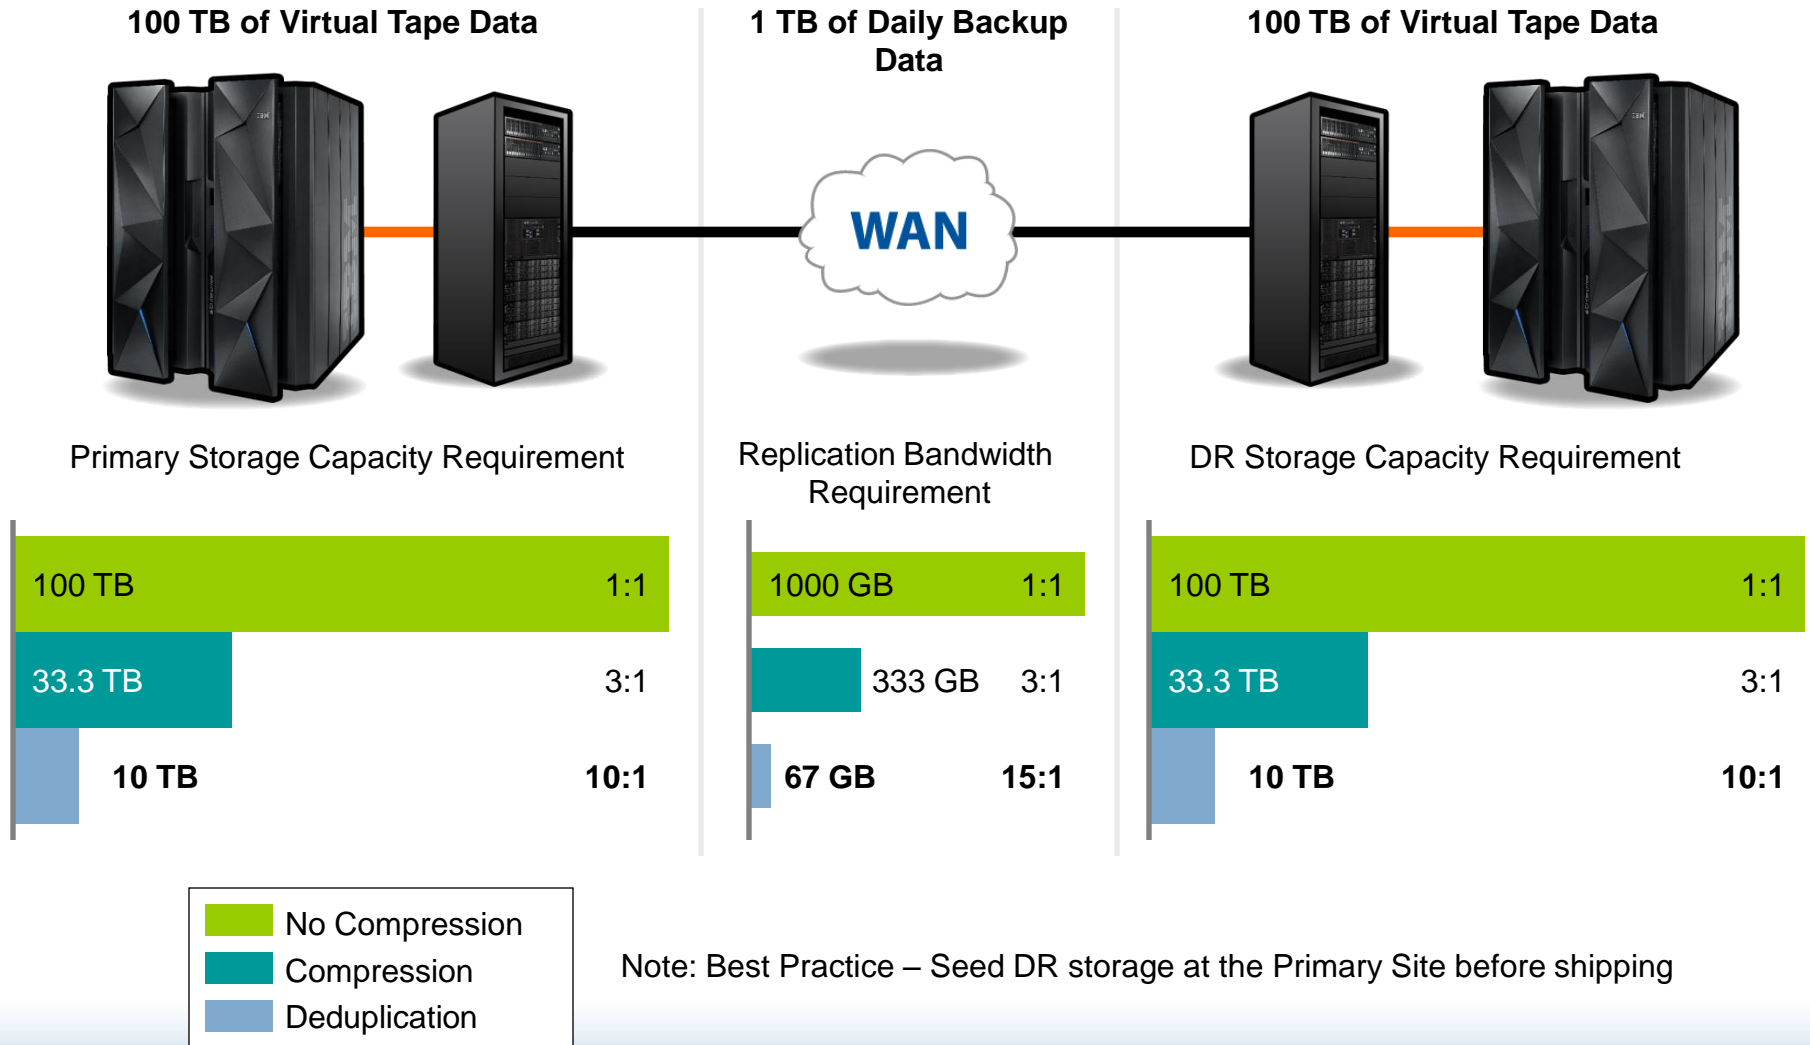 100 TB of Virtual Tape Data
1 TB of Daily Backup
Data
100 TB of Virtual Tape Data
WAN
Primary Storage Capacity Requirement
Replication Bandwidth
Requirement
DR Storage Capacity Requirement
100 TB 1:1
33.3 TB 3:1
10 TB 10:1
1000 GB 1:1
333 GB 3:1
67 GB 15:1
100 TB 1:1
33.3 TB 3:1
10 TB 10:1
No Compression
Compression
Deduplication
Note: Best Practice – Seed DR storage at the Primary Site before shipping